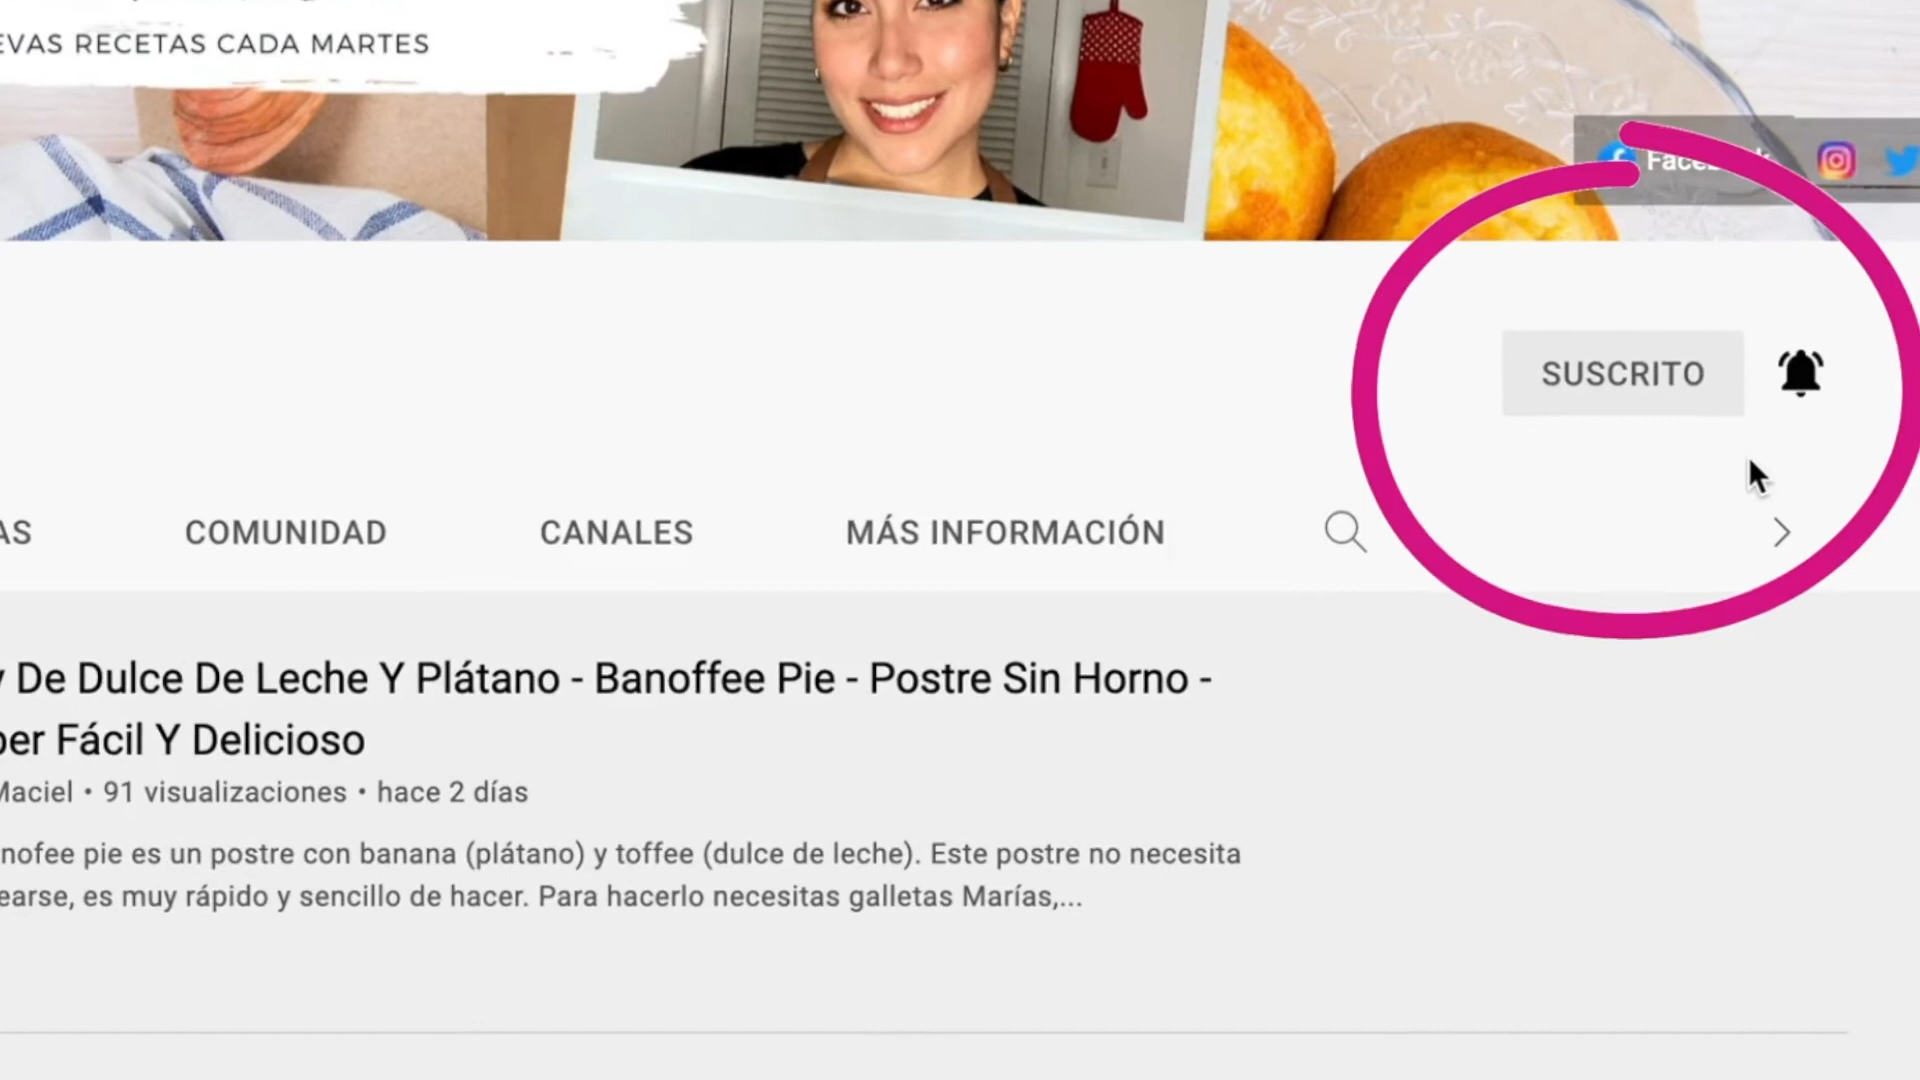 EVAS RECETAS CADA MARTES
Facebook
SUSCRITO
AS COMUNIDAD CANALES MÁS INFORMACIÓN
y De Dulce De Leche Y Plátano - Banoffee Pie - Postre Sin Horno -
per Fácil Y Delicioso
Maciel • 91 visualizaciones • hace 2 días
nofee pie es un postre con banana (plátano) y toffee (dulce de leche). Este postre no necesita
earse, es muy rápido y sencillo de hacer. Para hacerlo necesitas galletas Marías,...